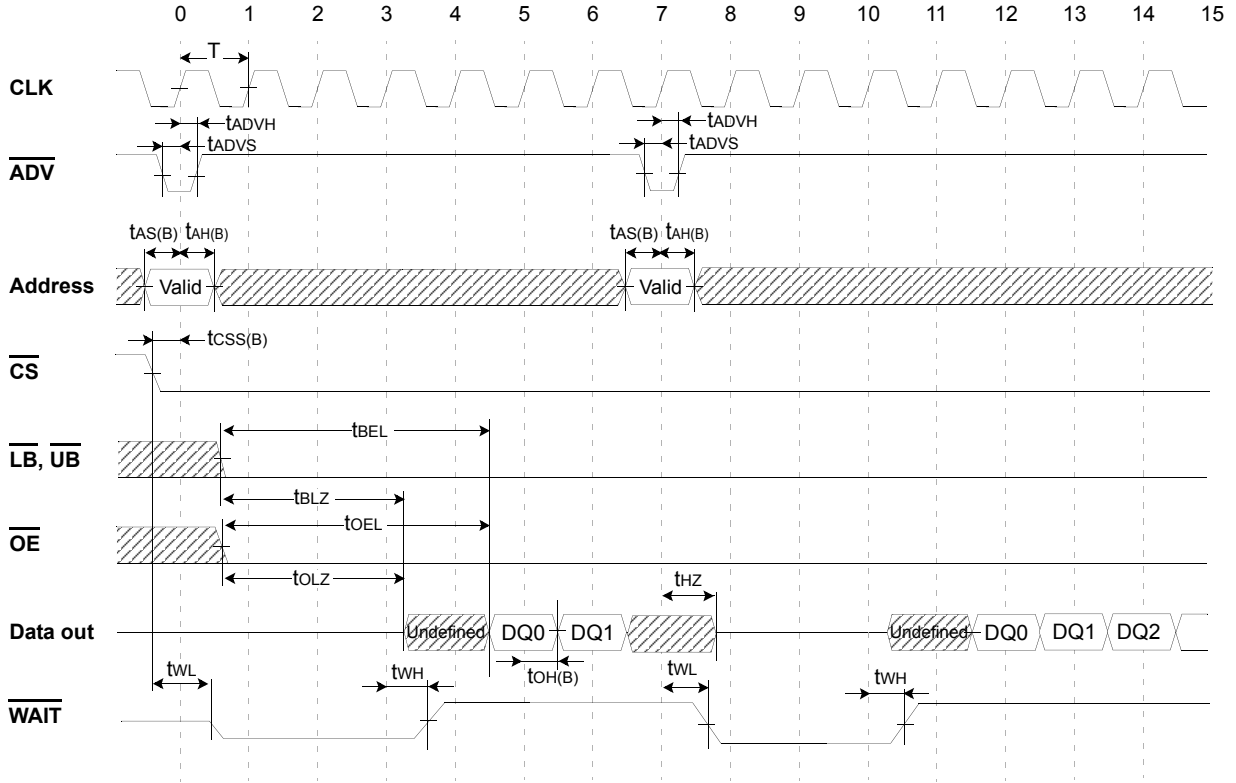 0 1 2 3 4 5 6 7 8 9 10 11 12 13 14 15
T
CLK
tADVH tADVH
tADVS tADVS
ADV
tAS(B) tAH(B) tAS(B) tAH(B)
Address Valid Valid
tCSS(B)
CS
tBEL
LB, UB
tBLZ
tOEL
OE
tOLZ tHZ
Data out Undefined DQ0 DQ1 Undefined DQ0 DQ1 DQ2
tOH(B)
tWL tWH tWL tWH
WAIT